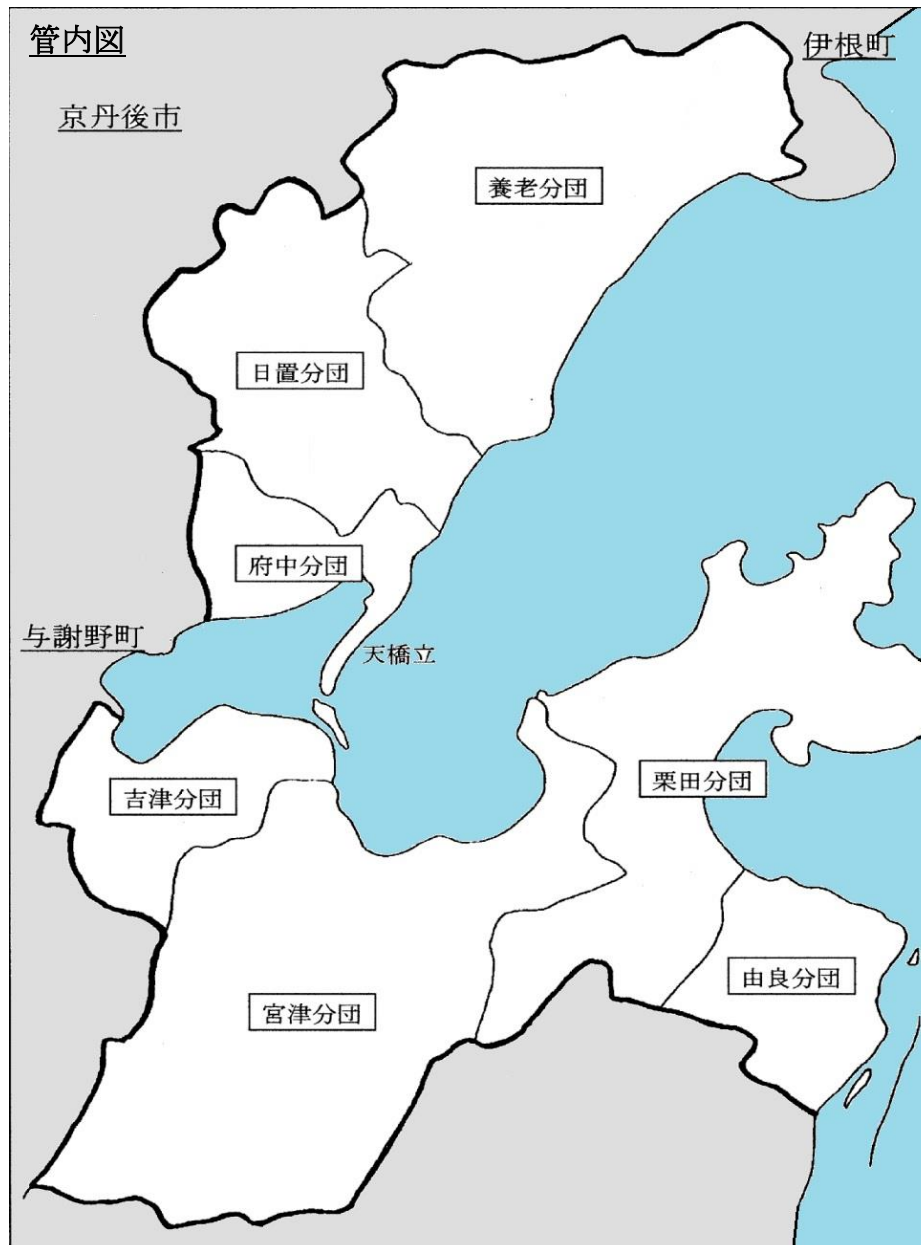 管内図
伊根町
京丹後市
養老分団
日置分団
府中分団
与謝野町
天橋立
栗田分団
吉津分団
由良分団
宮津分団